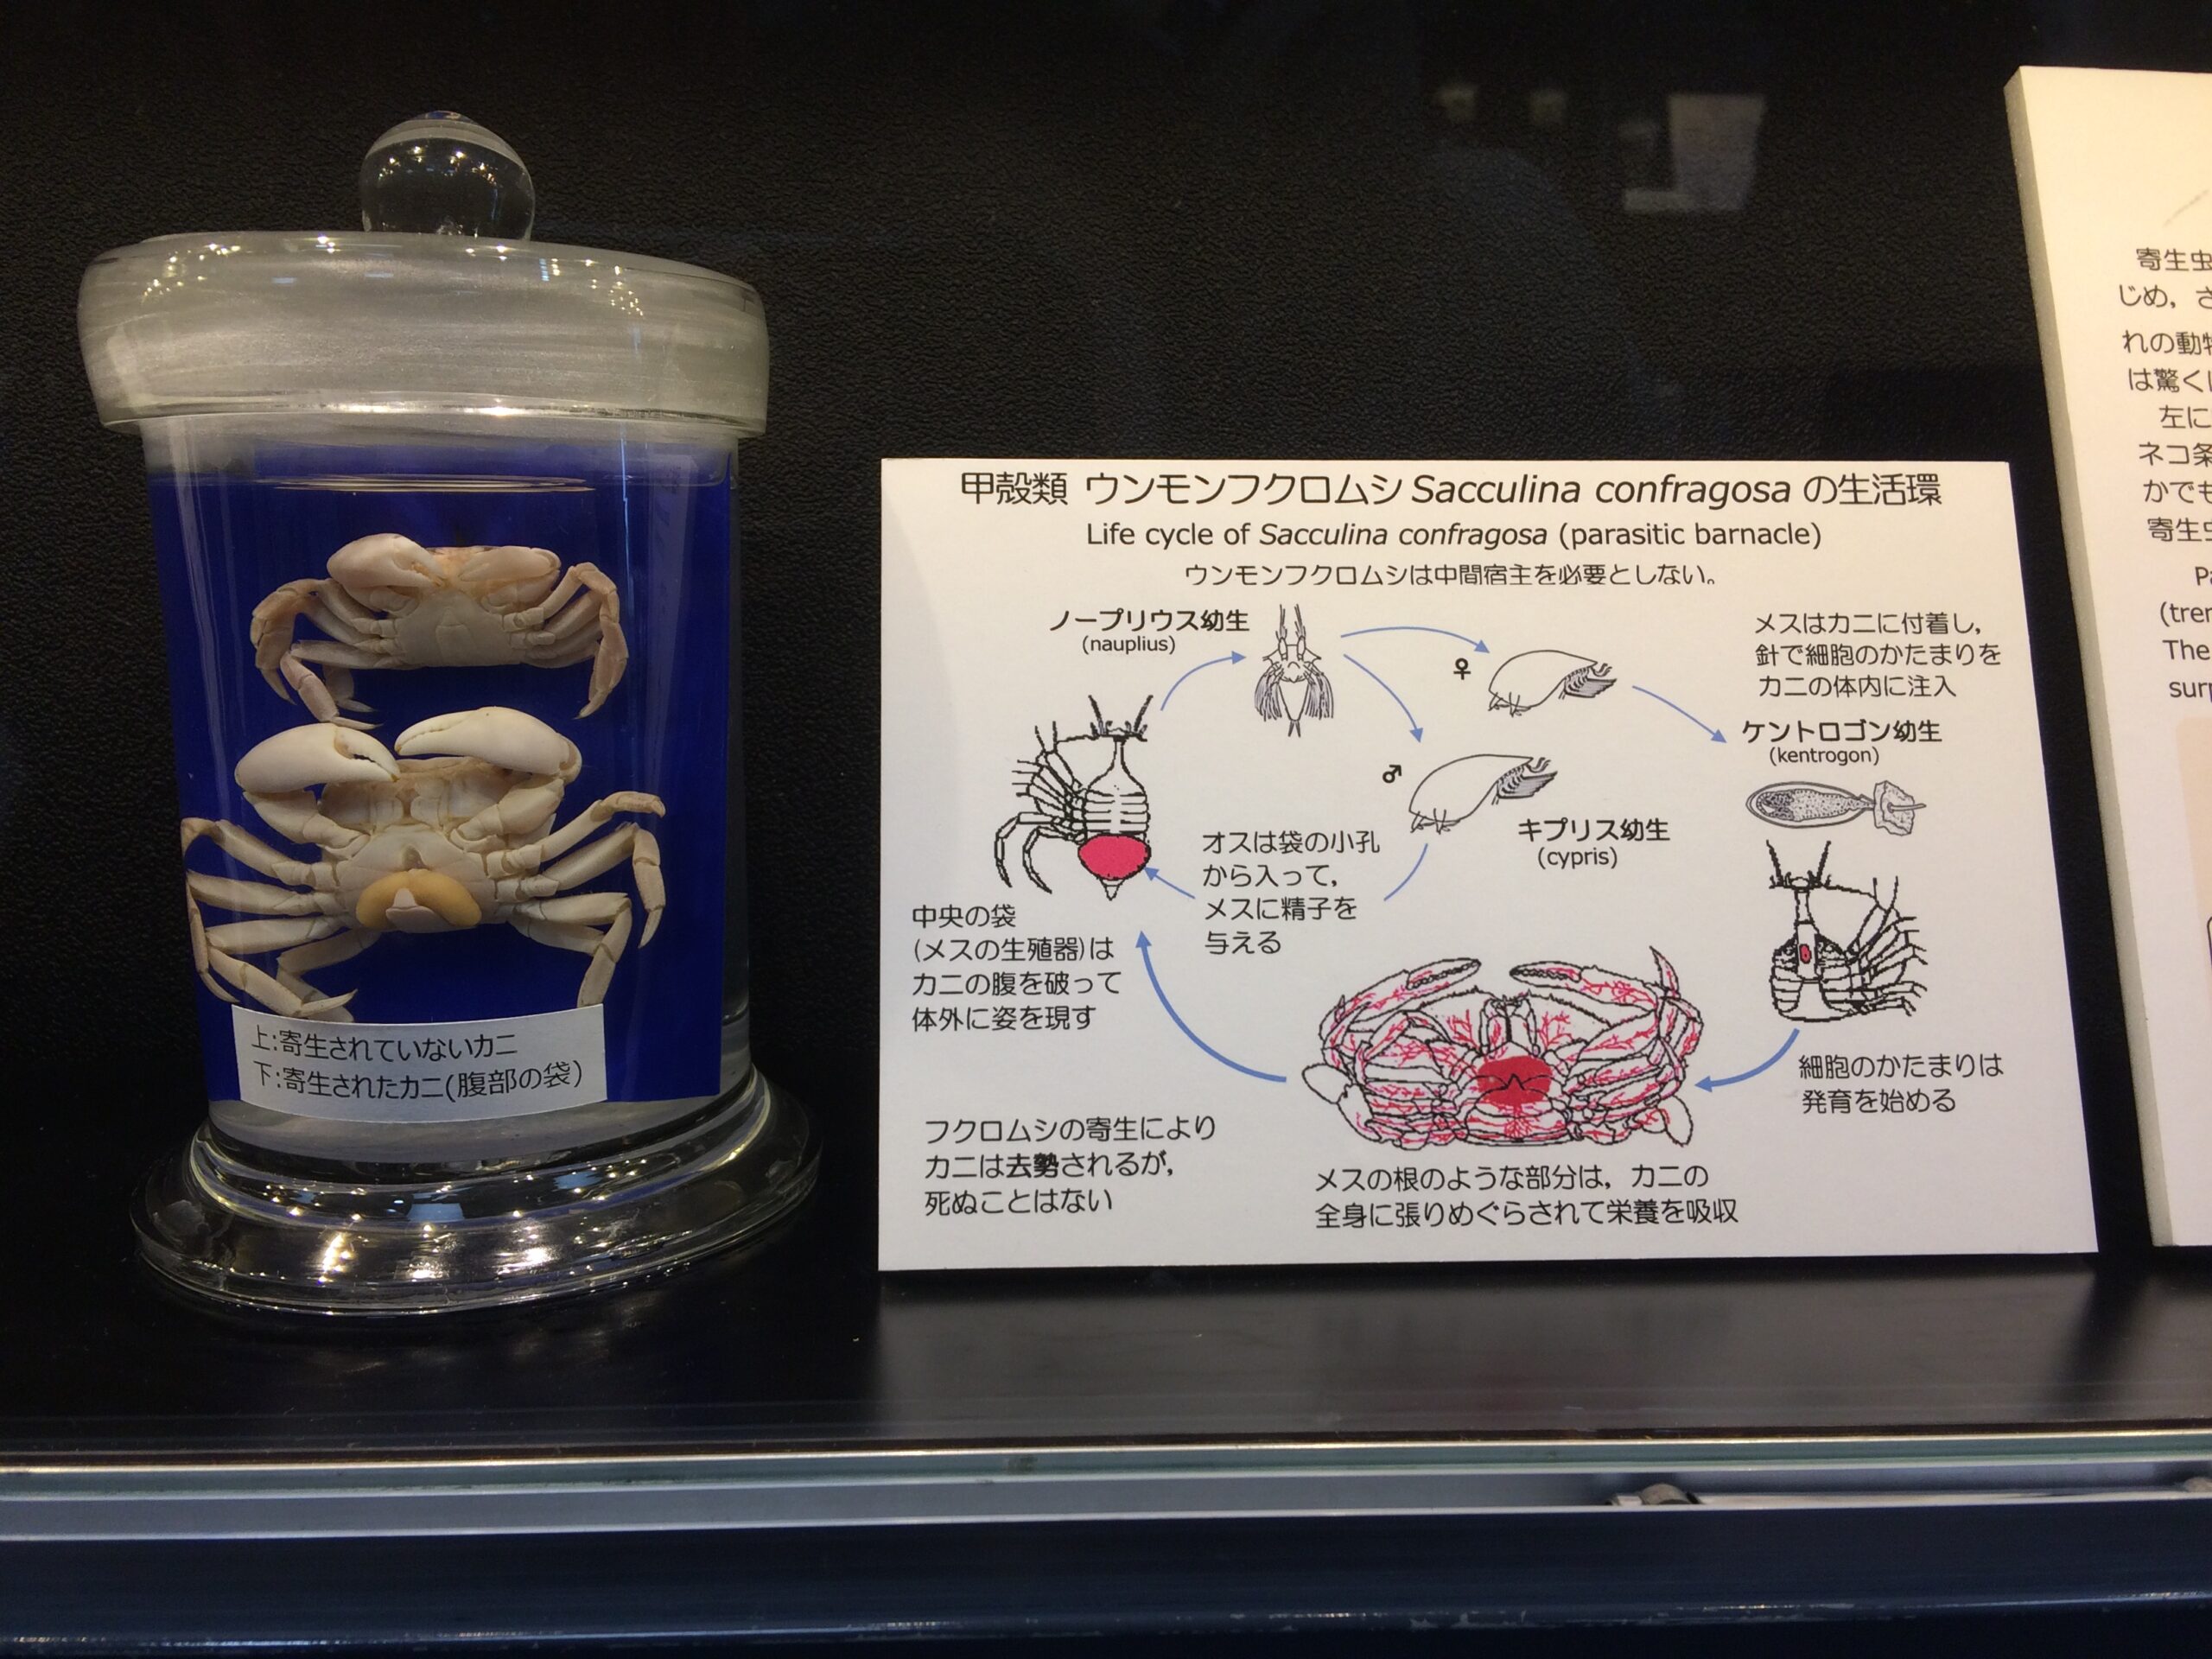 上:寄生されていないカニ
下:寄生されたカニ(腹部の袋)
甲殻類 ウンモンフクロムシ Sacculina confragosa の生活環
Life cycle of Sacculina confragosa (parasitic barnacle)
ウンモンフクロムシは中間宿主を必要としない。
ノープリウス幼生
(nauplius)
♀
♂
メスはカニに付着し，
針で細胞のかたまりを
カニの体内に注入
ケントロゴン幼生
(kentrogon)
キプリス幼生
(cypris)
オスは袋の小孔
から入って，
メスに精子を
与える
中央の袋
(メスの生殖器)は
カニの腹を破って
体外に姿を現す
細胞のかたまりは
発育を始める
フクロムシの寄生により
カニは去勢されるが，
死ぬことはない
メスの根のような部分は，カニの
全身に張りめぐらされて栄養を吸収
寄生虫
じめ，さ
れの動物
は驚く
左に
ネコ条
かでも
寄生虫
(trem
The
surp